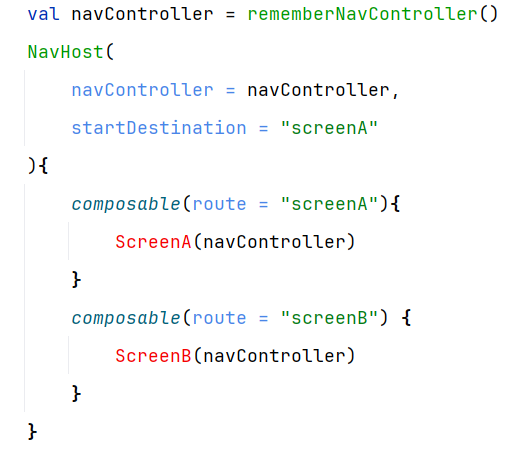 val navController = rememberNavController()
NavHost(
navController = navController,
startDestination = "screenA"
){
composable(route = "screenA"){
ScreenA(navController)
}
composable(route = "screenB") {
ScreenB(navController)
}
}